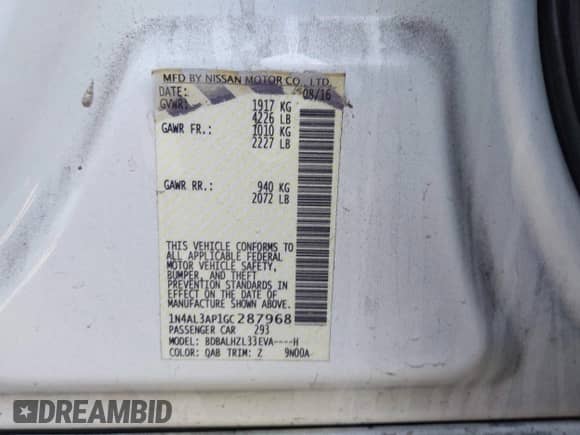 MFD BY NISSAN MOTOR CO., LTD.
DATE: 08/16
GVWR: 1917 KG
4226 LB
GAWR FR.: 1010 KG
2227 LB
GAWR RR.: 940 KG
2072 LB
THIS VEHICLE CONFORMS TO
ALL APPLICABLE FEDERAL
MOTOR VEHICLE SAFETY,
BUMPER, AND THEFT
PREVENTION STANDARDS
IN EFFECT ON THE DATE OF
MANUFACTURE SHOWN ABOVE.
1N4AL3AP1GC287968
PASSENGER CAR 293
MODEL: BDBALHZL33EVA----H
COLOR: QAB TRIM: Z 9N00A
DREAMBID